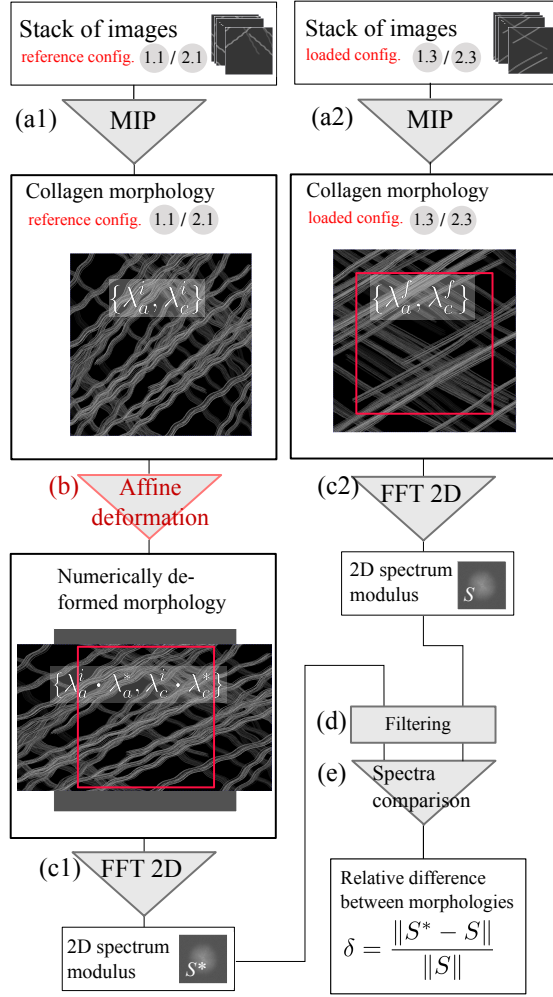 Stack of images
reference config. 1.1 / 2.1
(a1) MIP
Collagen morphology
reference config. 1.1 / 2.1
{λ_a^i, λ_c^i}
(b) Affine
deformation
Numerically de-
formed morphology
{λ_a^i · λ_a^*, λ_c^i · λ_c^*}
(c1) FFT 2D
2D spectrum
modulus
S*
Stack of images
loaded config. 1.3 / 2.3
(a2) MIP
Collagen morphology
loaded config. 1.3 / 2.3
{λ_a^f, λ_c^f}
(c2) FFT 2D
2D spectrum
modulus
S
(d) Filtering
(e) Spectra
comparison
Relative difference
between morphologies
δ = ‖S* − S‖ / ‖S‖